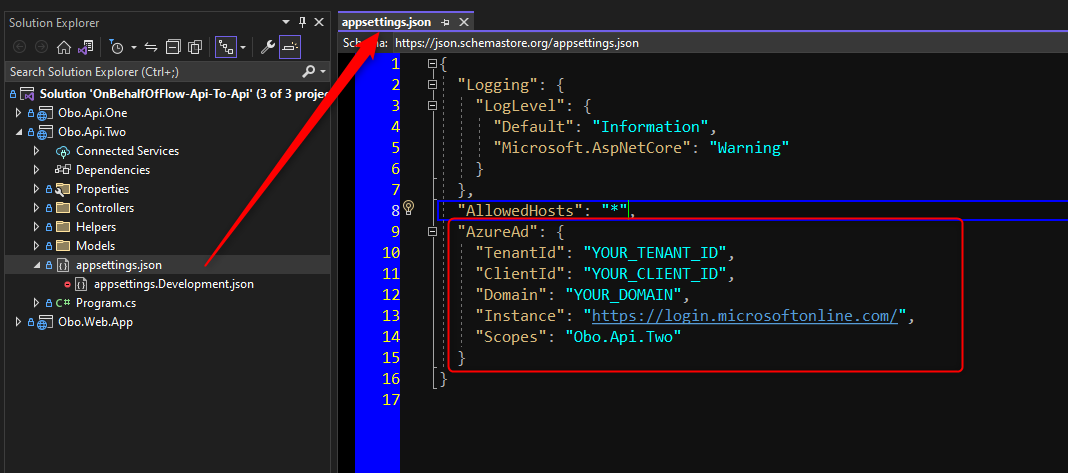 Solution Explorer
Search Solution Explorer (Ctrl+;)
Solution 'OnBehalfOfFlow-Api-To-Api' (3 of 3 projec
Obo.Api.One
Obo.Api.Two
Connected Services
Dependencies
Properties
Controllers
Helpers
Models
appsettings.json
appsettings.Development.json
C# Program.cs
Obo.Web.App
appsettings.json
https://json.schemastore.org/appsettings.json
1 {
2 "Logging": {
3 "LogLevel": {
4 "Default": "Information",
5 "Microsoft.AspNetCore": "Warning"
6 }
7 },
8 "AllowedHosts": "*",
9 "AzureAd": {
10 "TenantId": "YOUR_TENANT_ID",
11 "ClientId": "YOUR_CLIENT_ID",
12 "Domain": "YOUR_DOMAIN",
13 "Instance": "https://login.microsoftonline.com/",
14 "Scopes": "Obo.Api.Two"
15 }
16 }
17